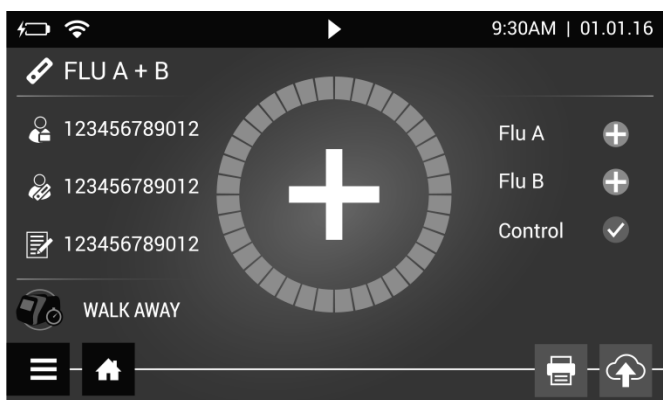 9:30AM | 01.01.16
FLU A + B
123456789012
123456789012
123456789012
WALK AWAY
Flu A
Flu B
Control